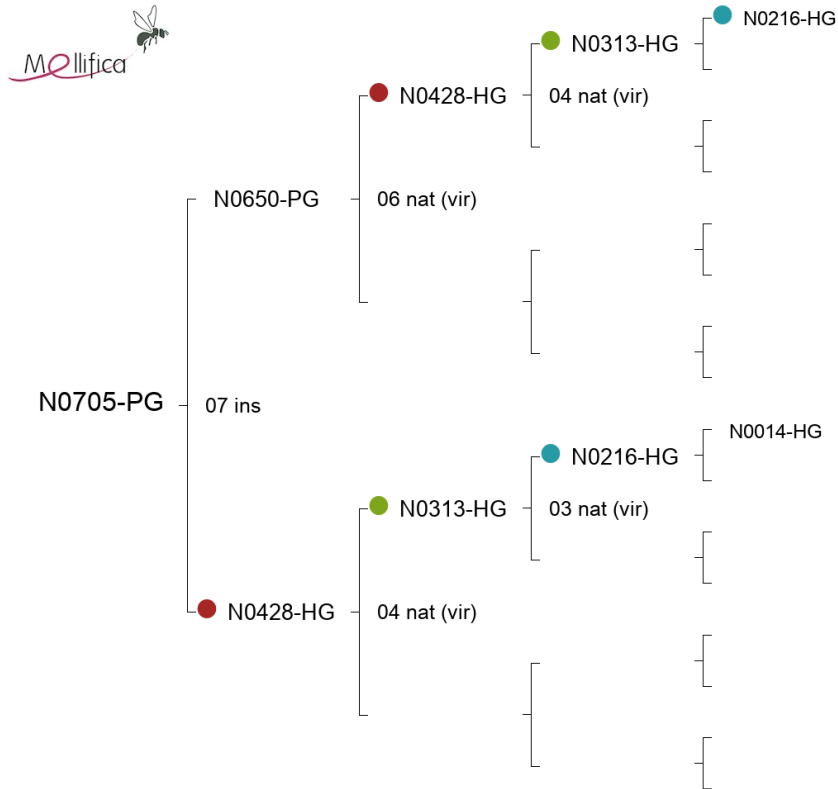 Mellifica
N0216-HG
N0313-HG
N0428-HG
04 nat (vir)
N0650-PG
06 nat (vir)
N0705-PG
07 ins
N0014-HG
N0216-HG
N0313-HG
03 nat (vir)
N0428-HG
04 nat (vir)